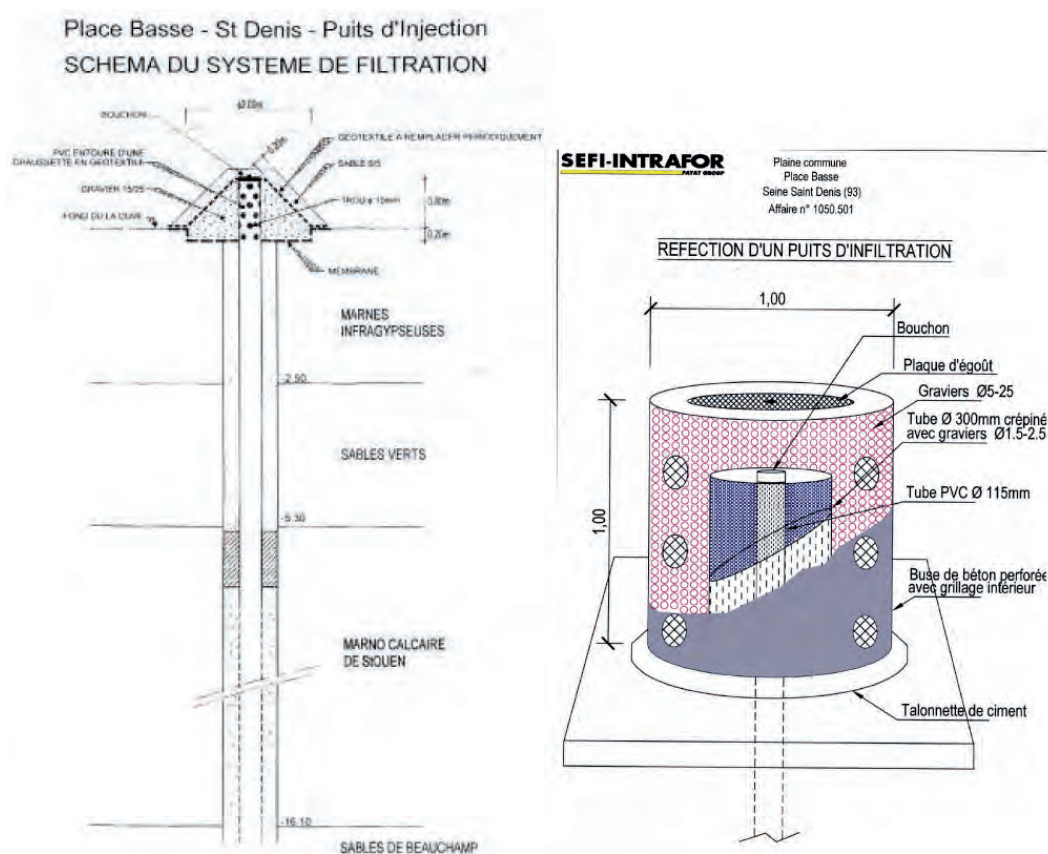 Place Basse - St Denis - Puits d'Injection
SCHEMA DU SYSTEME DE FILTRATION
BOUCHON
0.20m
GEOTEXTILE A REMPLACER PERIODIQUEMENT
PVC ENTOURE D'UNE
CHAUSSETTE EN GEOTEXTILE
SABLE
GRAVIER 15/25
TROU ø 15mm
0.80m
FOND DE LA CUVE
0.20m
MEMBRANE
MARNES
INFRAGYPSEUSES
-2.50
SABLES VERTS
-5.30
MARNO CALCAIRE
DE StOUEN
-16.10
SABLES DE BEAUCHAMP
SEFI-INTRAFOR
FAYAT GROUP
Plaine commune
Place Basse
Seine Saint Denis (93)
Affaire n° 1050.501
REFECTION D'UN PUITS D'INFILTRATION
1,00
Bouchon
Plaque d'égoût
Graviers Ø5-25
Tube Ø 300mm crépiné
avec graviers Ø1.5-2.5
Tube PVC Ø 115mm
1,00
Buse de béton perforée
avec grillage intérieur
Talonnette de ciment